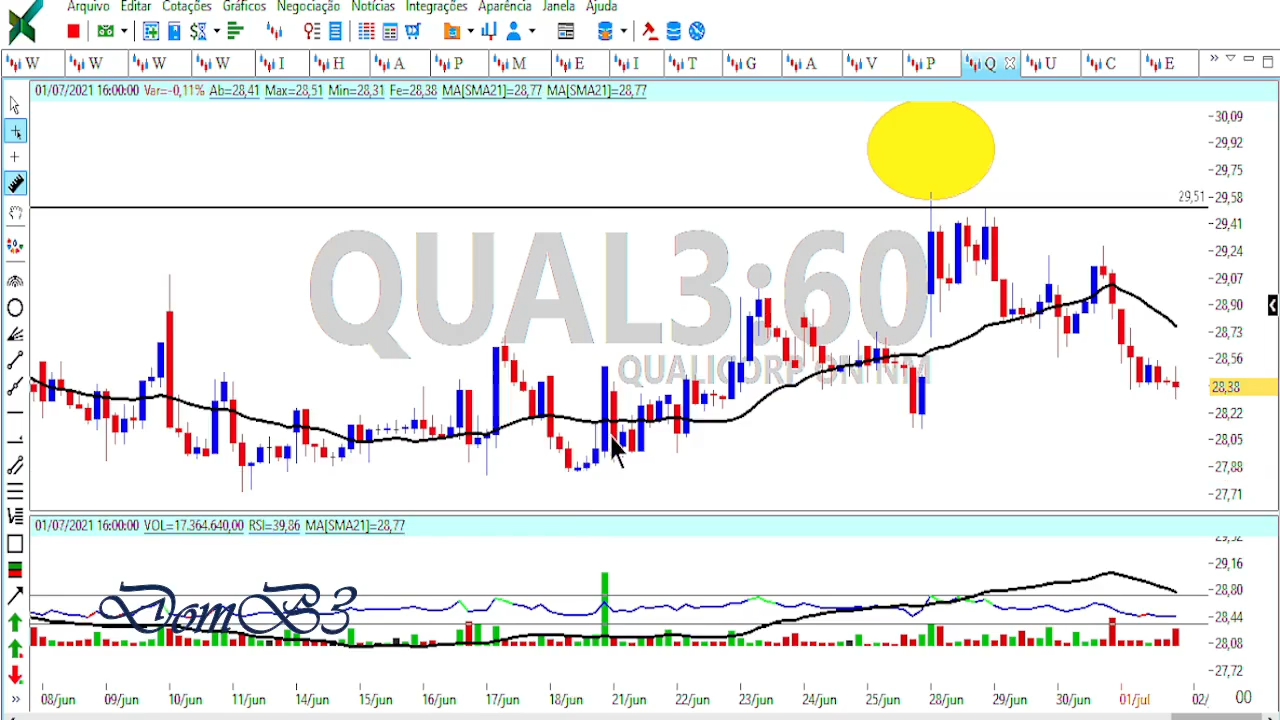 Arquivo Editar Cotações Gráficos Negociação Notícias Integrações Aparência Janela Ajuda
W W W W I H A P M E I T G A V P Q U C E
01/07/2021 16:00:00 Var=-0,11% Ab=28,41 Max=28,51 Min=28,31 Fe=28,38 MA[SMA21]=28,77 MA[SMA21]=28,77
30,09
29,92
29,75
29,51
29,58
29,41
29,24
29,07
28,90
28,73
28,56
28,38
28,22
28,05
27,88
27,71
QUAL3:60
QUALICORP ON NM
01/07/2021 16:00:00 VOL=17.364.640,00 RSI=39,86 MA[SMA21]=28,77
29,16
28,80
28,44
28,08
27,72
DomB3
08/jun 09/jun 10/jun 11/jun 14/jun 15/jun 16/jun 17/jun 18/jun 21/jun 22/jun 23/jun 24/jun 25/jun 28/jun 29/jun 30/jun 01/jul 02/
00